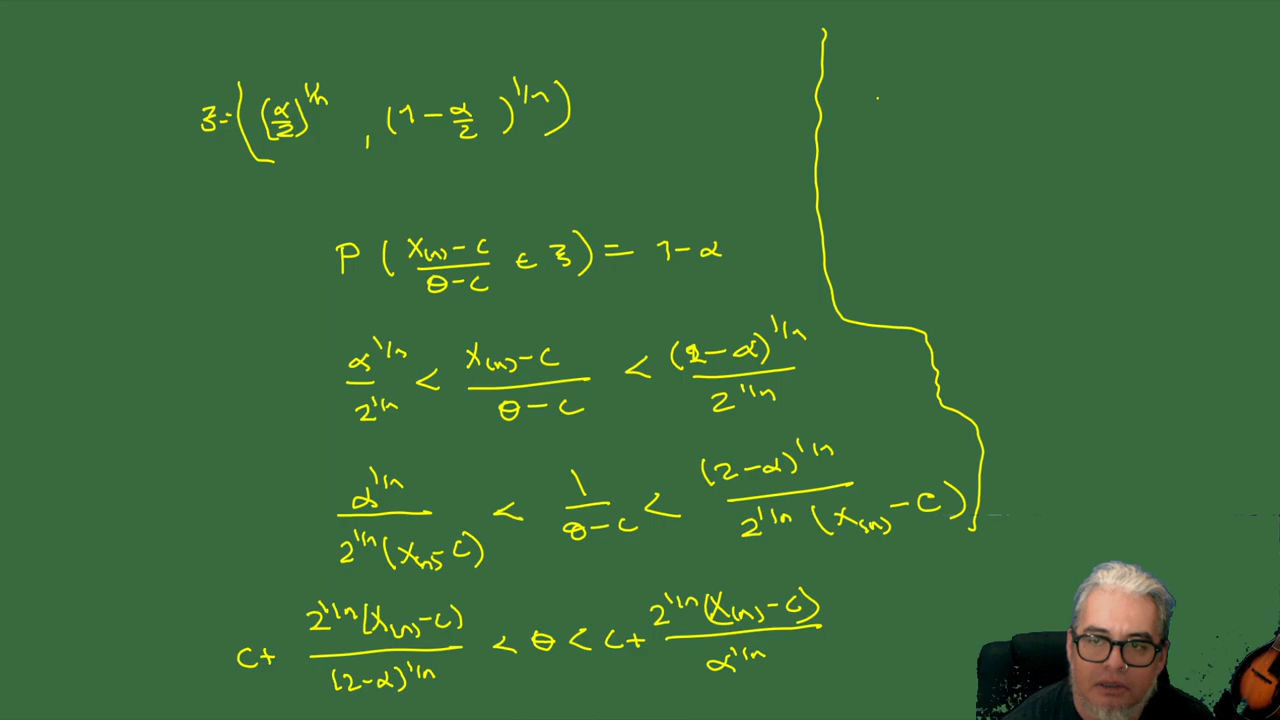 ξ = ( (α/2)^{1/n} , (1 - α/2)^{1/n} )
P ( (X_{(n)} - c)/(θ - c) ∈ ξ ) = 1 - α
α^{1/n}/2^{1/n} < (X_{(n)} - c)/(θ - c) < (2 - α)^{1/n}/2^{1/n}
α^{1/n}/(2^{1/n}(X_{(n)} - c)) < 1/(θ - c) < (2 - α)^{1/n}/(2^{1/n}(X_{(n)} - c))
c + 2^{1/n}(X_{(n)} - c)/(2 - α)^{1/n} < θ < c + 2^{1/n}(X_{(n)} - c)/α^{1/n}